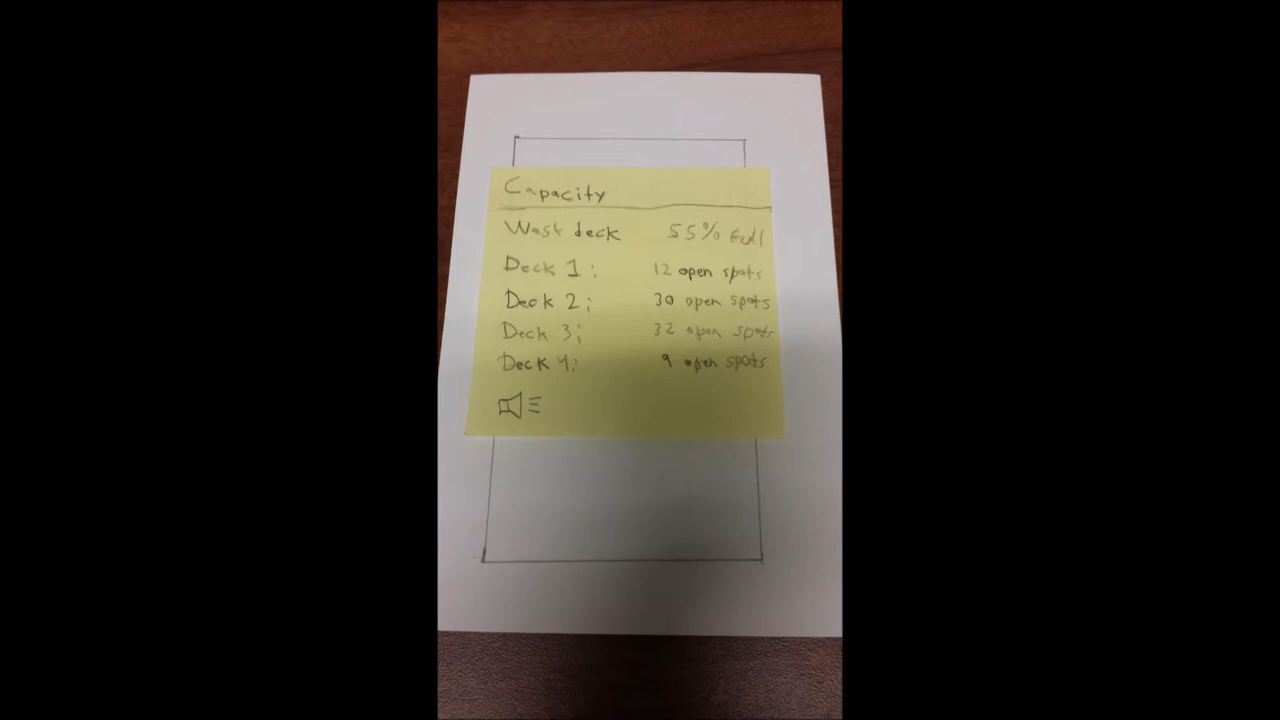 Capacity
West deck 55% full
Deck 1: 12 open spots
Deck 2: 30 open spots
Deck 3: 32 open spots
Deck 4: 9 open spots